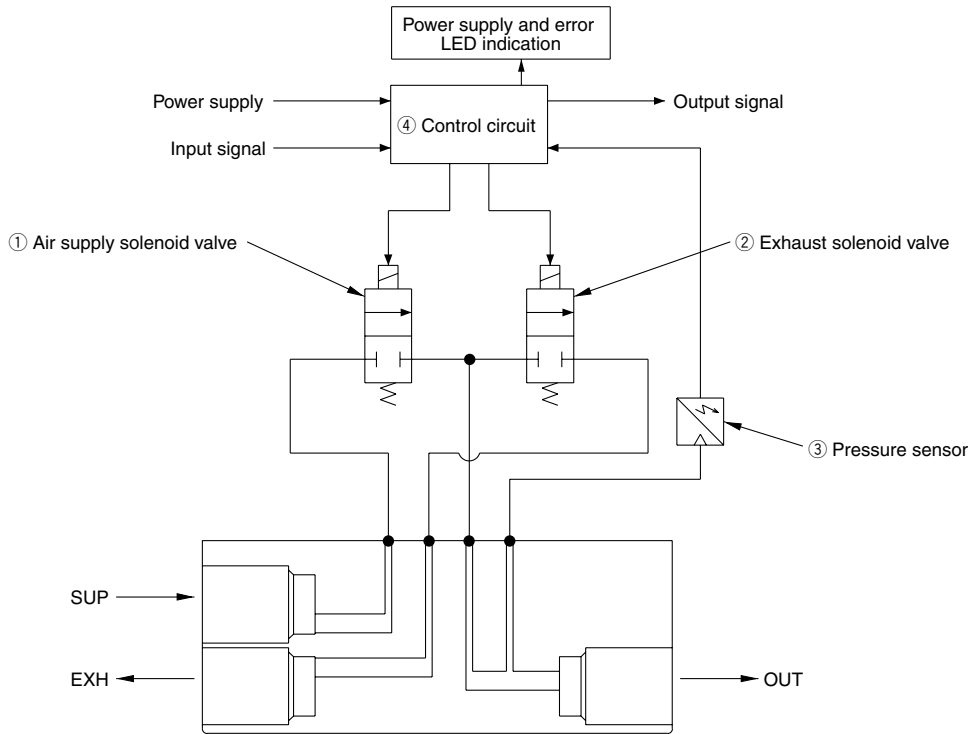 Power supply and error
LED indication
Power supply
Output signal
④ Control circuit
Input signal
① Air supply solenoid valve
② Exhaust solenoid valve
③ Pressure sensor
SUP
EXH
OUT